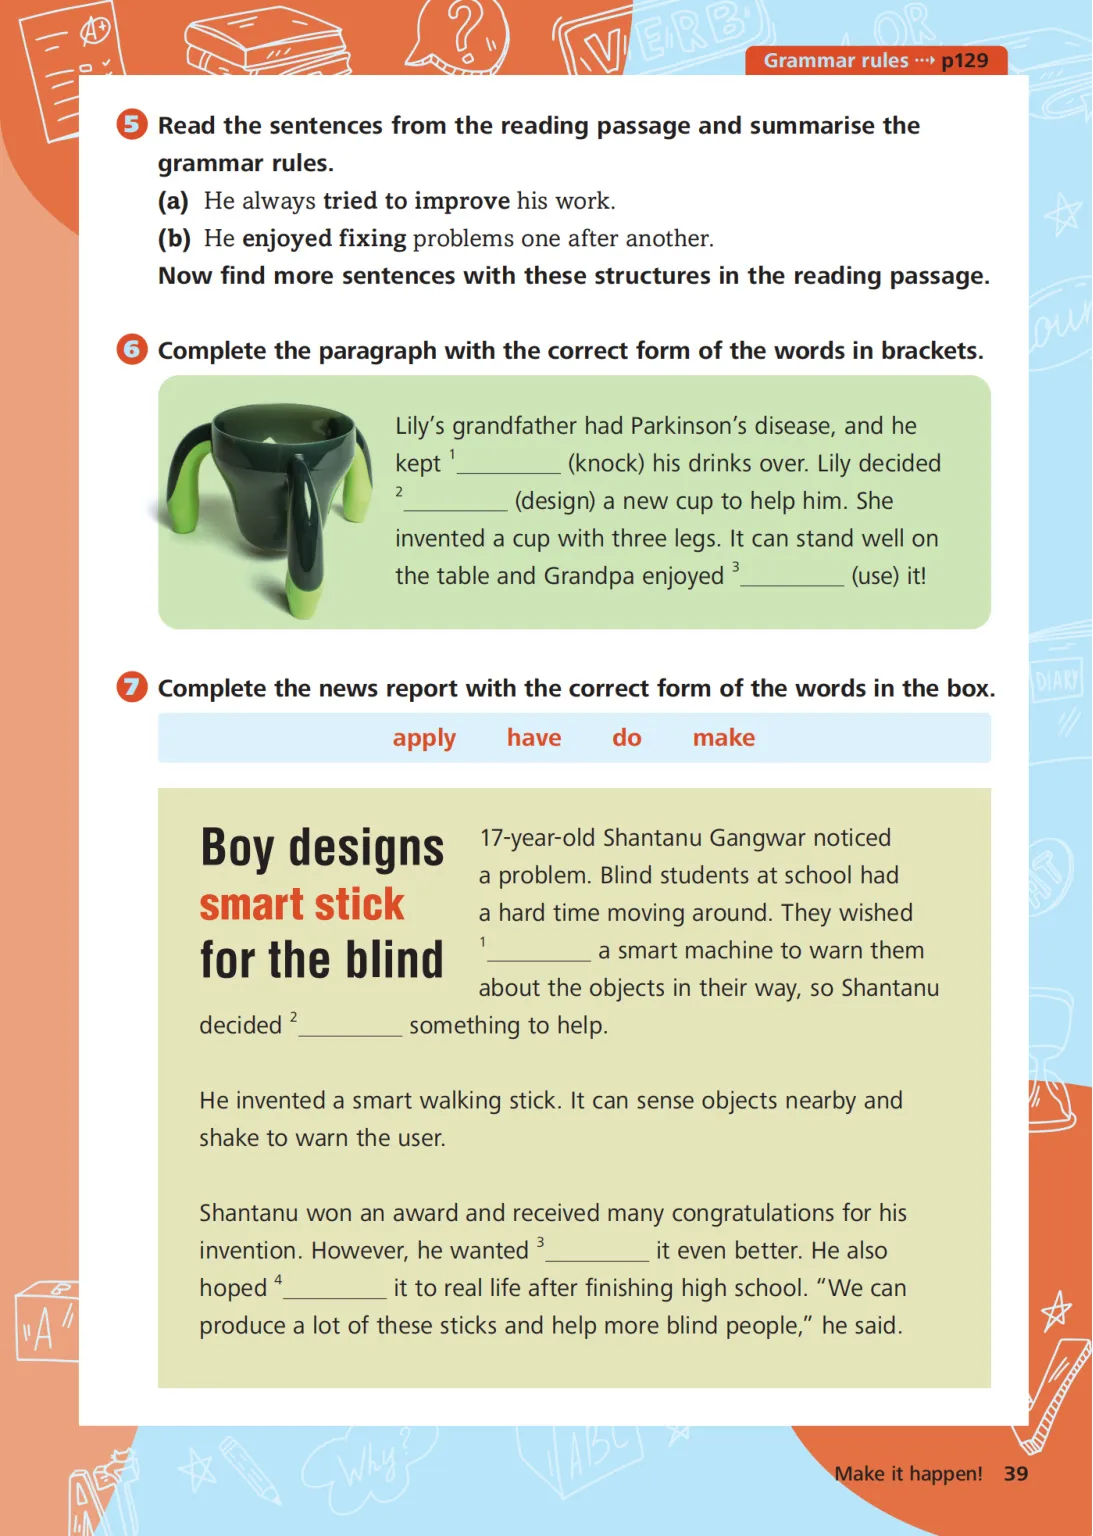 Grammar rules ···› p129
5 Read the sentences from the reading passage and summarise the
grammar rules.
(a) He always tried to improve his work.
(b) He enjoyed fixing problems one after another.
Now find more sentences with these structures in the reading passage.
6 Complete the paragraph with the correct form of the words in brackets.
Lily's grandfather had Parkinson's disease, and he
kept 1__________ (knock) his drinks over. Lily decided
2__________ (design) a new cup to help him. She
invented a cup with three legs. It can stand well on
the table and Grandpa enjoyed 3__________ (use) it!
7 Complete the news report with the correct form of the words in the box.
apply have do make
Boy designs
smart stick
for the blind
17-year-old Shantanu Gangwar noticed
a problem. Blind students at school had
a hard time moving around. They wished
1__________ a smart machine to warn them
about the objects in their way, so Shantanu
decided 2__________ something to help.
He invented a smart walking stick. It can sense objects nearby and
shake to warn the user.
Shantanu won an award and received many congratulations for his
invention. However, he wanted 3__________ it even better. He also
hoped 4__________ it to real life after finishing high school. "We can
produce a lot of these sticks and help more blind people," he said.
Make it happen! 39
A+
?
VERB
DIARY
B
"A"
Why?
ABC